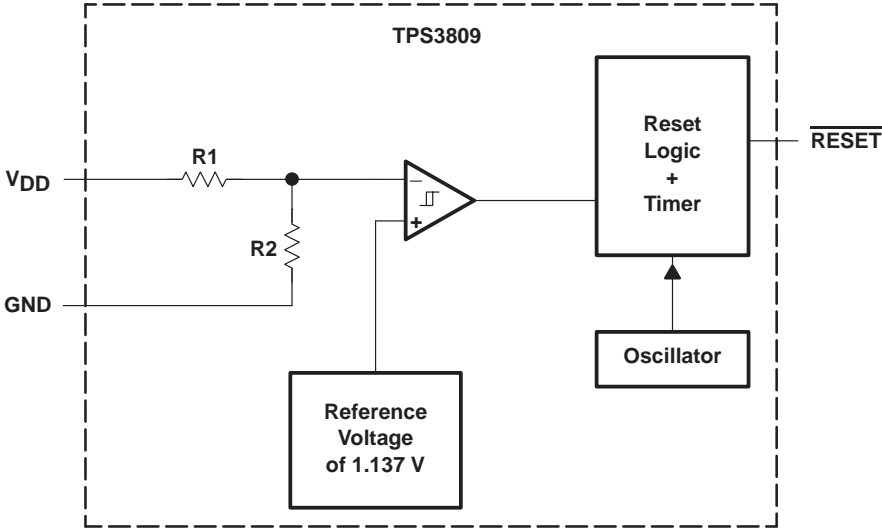 TPS3809
Reset
Logic
+
Timer
RESET
R1
VDD
−
+
R2
GND
Oscillator
Reference
Voltage
of 1.137 V